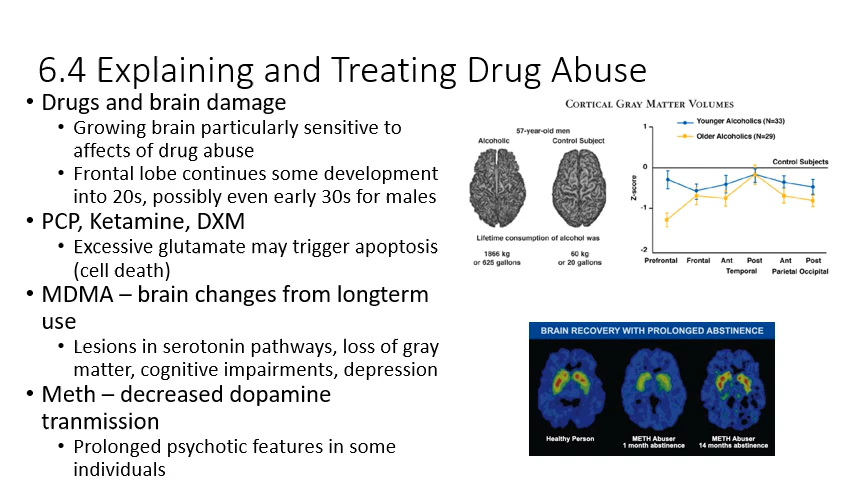 6.4 Explaining and Treating Drug Abuse
• Drugs and brain damage
• Growing brain particularly sensitive to
affects of drug abuse
• Frontal lobe continues some development
into 20s, possibly even early 30s for males
• PCP, Ketamine, DXM
• Excessive glutamate may trigger apoptosis
(cell death)
• MDMA – brain changes from longterm
use
• Lesions in serotonin pathways, loss of gray
matter, cognitive impairments, depression
• Meth – decreased dopamine
tranmission
• Prolonged psychotic features in some
individuals
CORTICAL GRAY MATTER VOLUMES
57-year-old men
Alcoholic
Control Subject
Lifetime consumption of alcohol was
1866 kg
or 625 gallons
60 kg
or 20 gallons
Younger Alcoholics (N=33)
Older Alcoholics (N=29)
Control Subjects
Z-score
1
0
-1
-2
Prefrontal Frontal Ant Post Ant Post
Temporal Parietal Occipital
BRAIN RECOVERY WITH PROLONGED ABSTINENCE
Healthy Person
METH Abuser
1 month abstinence
METH Abuser
14 months abstinence